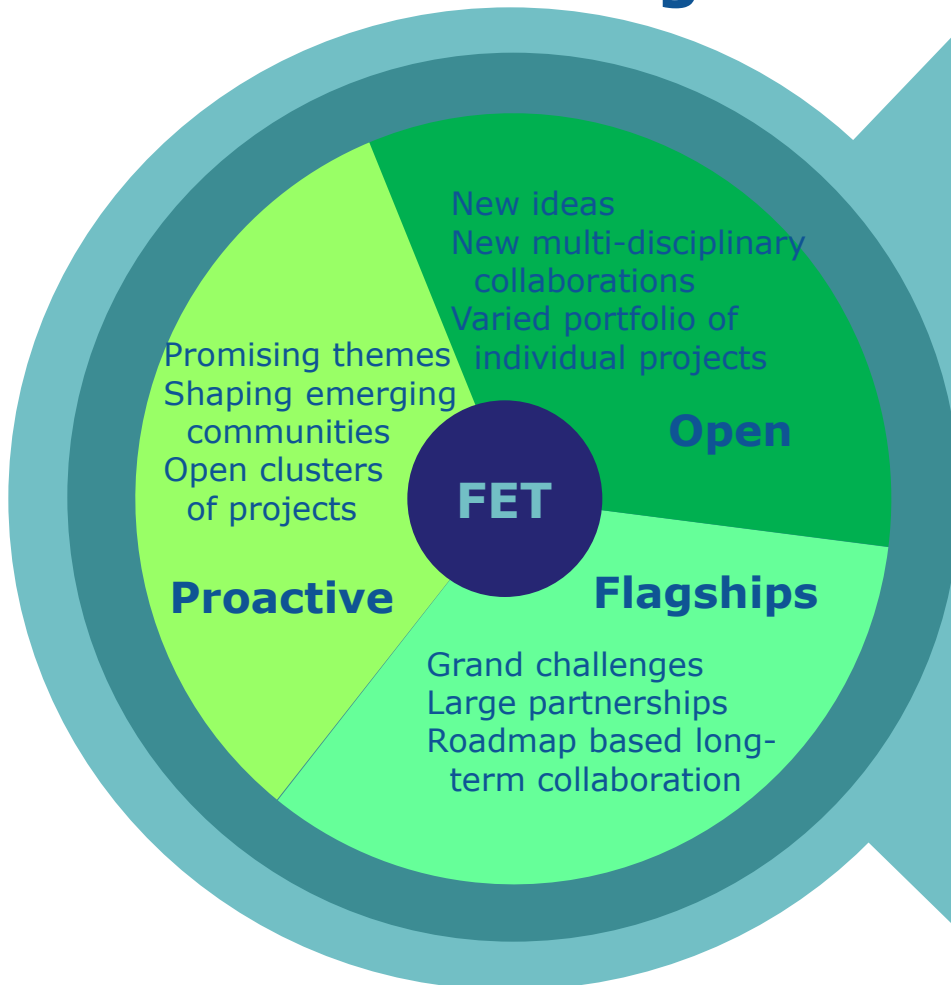 New ideas
New multi-disciplinary
collaborations
Varied portfolio of
individual projects
Open
Promising themes
Shaping emerging
communities
Open clusters
of projects
Proactive
FET
Flagships
Grand challenges
Large partnerships
Roadmap based long-
term collaboration